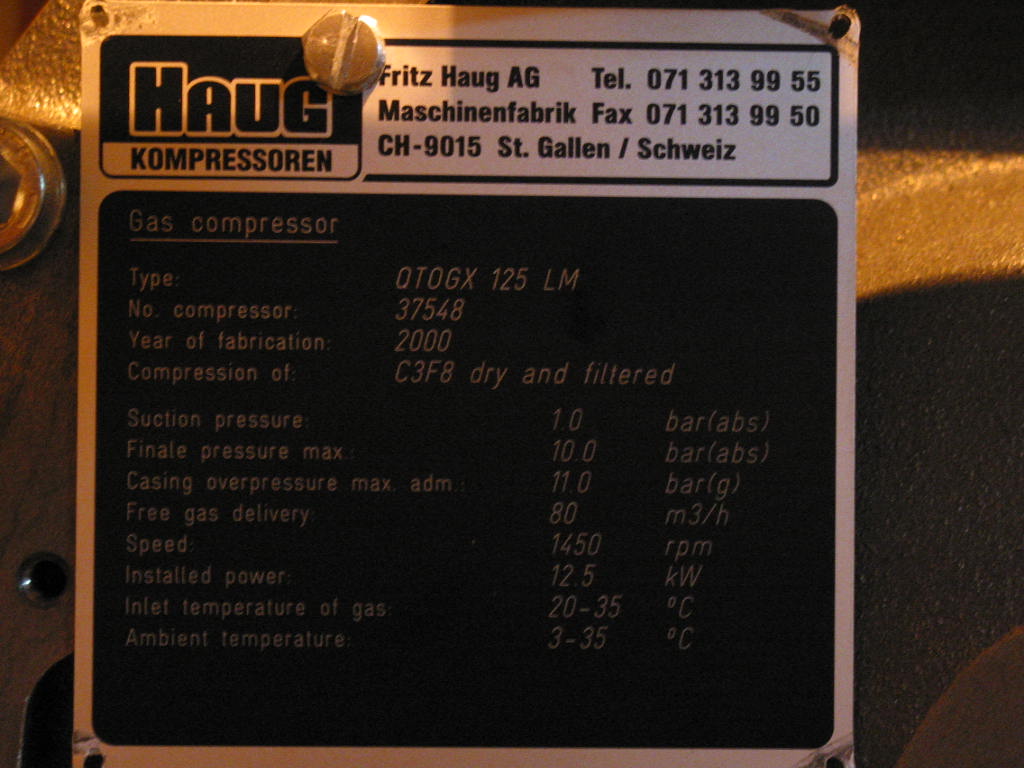 HAUG
KOMPRESSOREN
Fritz Haug AG Tel. 071 313 99 55
Maschinenfabrik Fax 071 313 99 50
CH-9015 St. Gallen / Schweiz
Gas compressor
Type: QTOGX 125 LM
No. compressor: 37548
Year of fabrication: 2000
Compression of: C3F8 dry and filtered
Suction pressure: 1.0 bar(abs)
Finale pressure max.: 10.0 bar(abs)
Casing overpressure max. adm.: 11.0 bar(g)
Free gas delivery: 80 m3/h
Speed: 1450 rpm
Installed power: 12.5 kW
Inlet temperature of gas: 20-35 °C
Ambient temperature: 3-35 °C